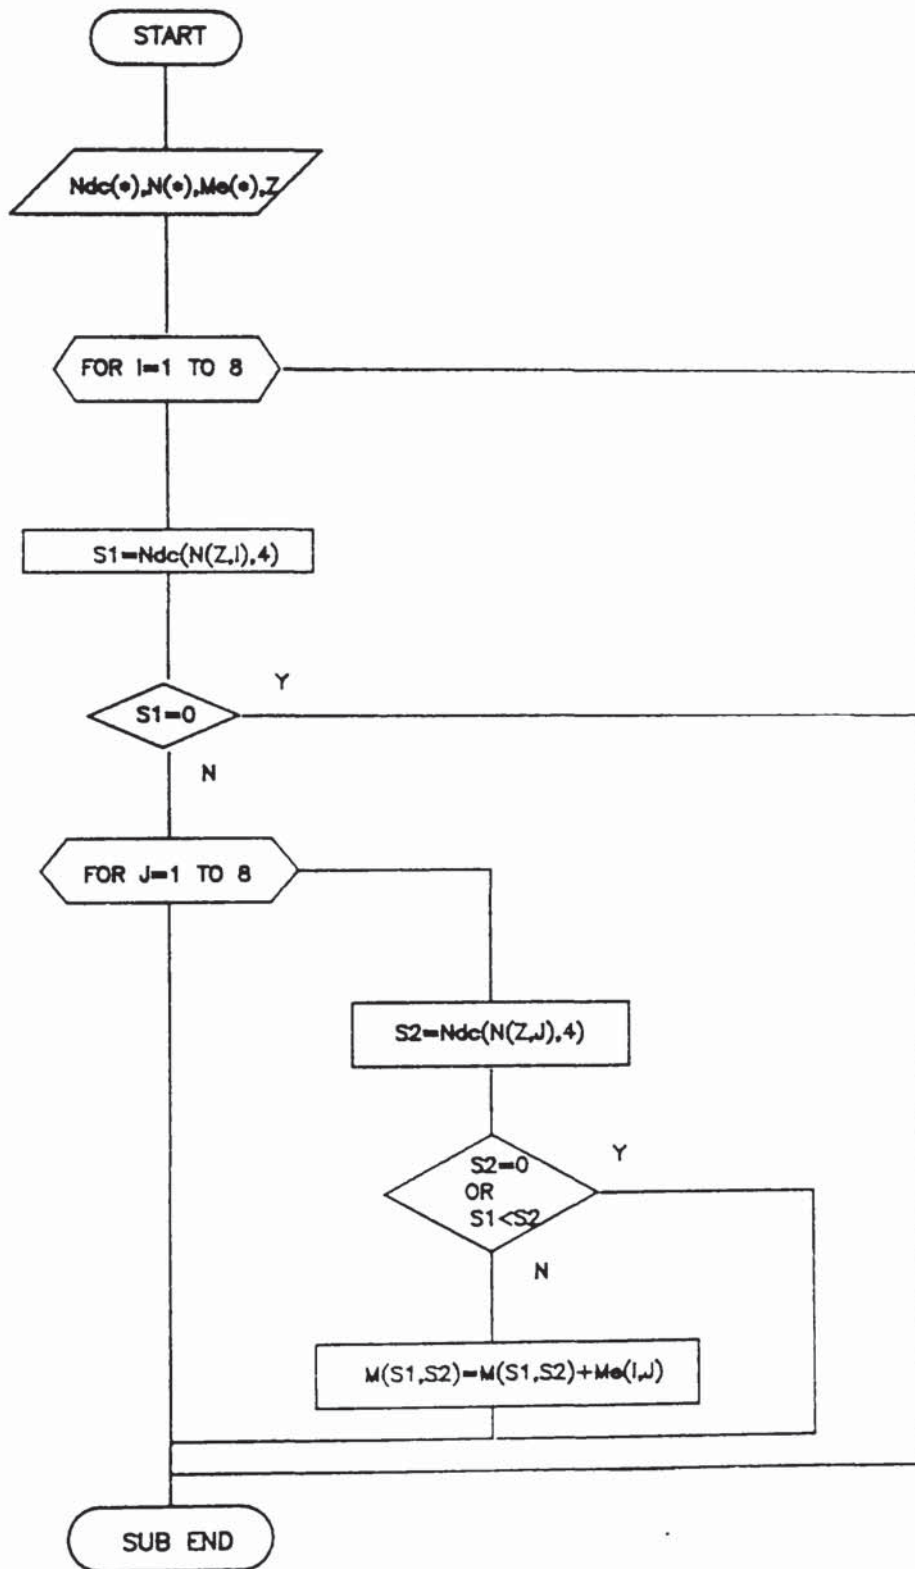 START
Ndc(*),N(*),Me(*),Z
FOR I=1 TO 8
S1=Ndc(N(Z,I),4)
Y
S1=0
N
FOR J=1 TO 8
S2=Ndc(N(Z,J),4)
Y
S2=0
OR
S1<S2
N
M(S1,S2)=M(S1,S2)+Me(I,J)
SUB END